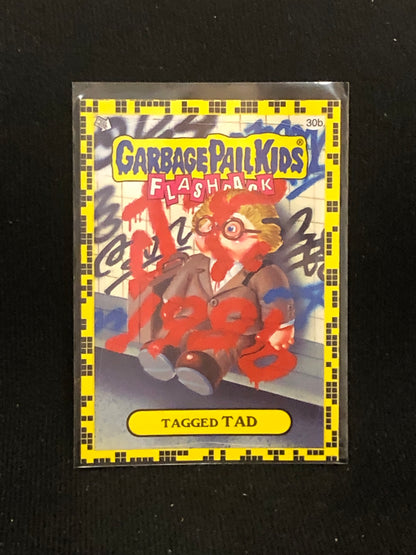 30b
GARBAGE PAIL KIDS®
FLASHBACK
TAGGED TAD